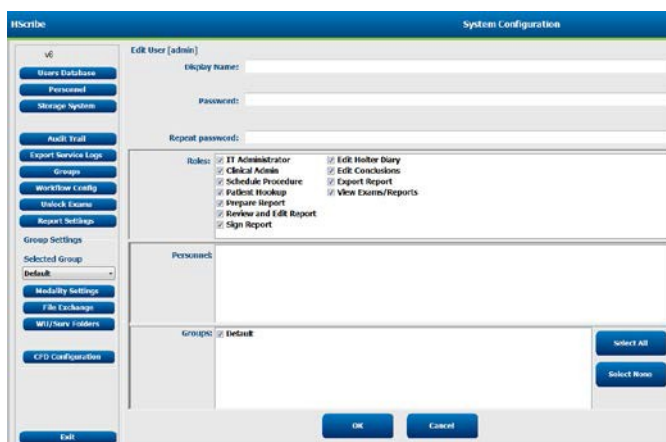 HScribe
System Configuration
v6
Users Database
Personnel
Storage System
Audit Trail
Export Service Logs
Groups
Workflow Config
Unlock Exams
Report Settings
Group Settings
Selected Group
Default
Modality Settings
File Exchange
WU/Serv Folders
CFD Configuration
Exit
Edit User [admin]
Display Name:
Password:
Repeat password:
Roles:
IT Administrator
Clinical Admin
Schedule Procedure
Patient Hookup
Prepare Report
Review and Edit Report
Sign Report
Edit Holter Diary
Edit Conclusions
Export Report
View Exams/Reports
Personnel:
Groups:
Default
Select All
Select None
OK
Cancel